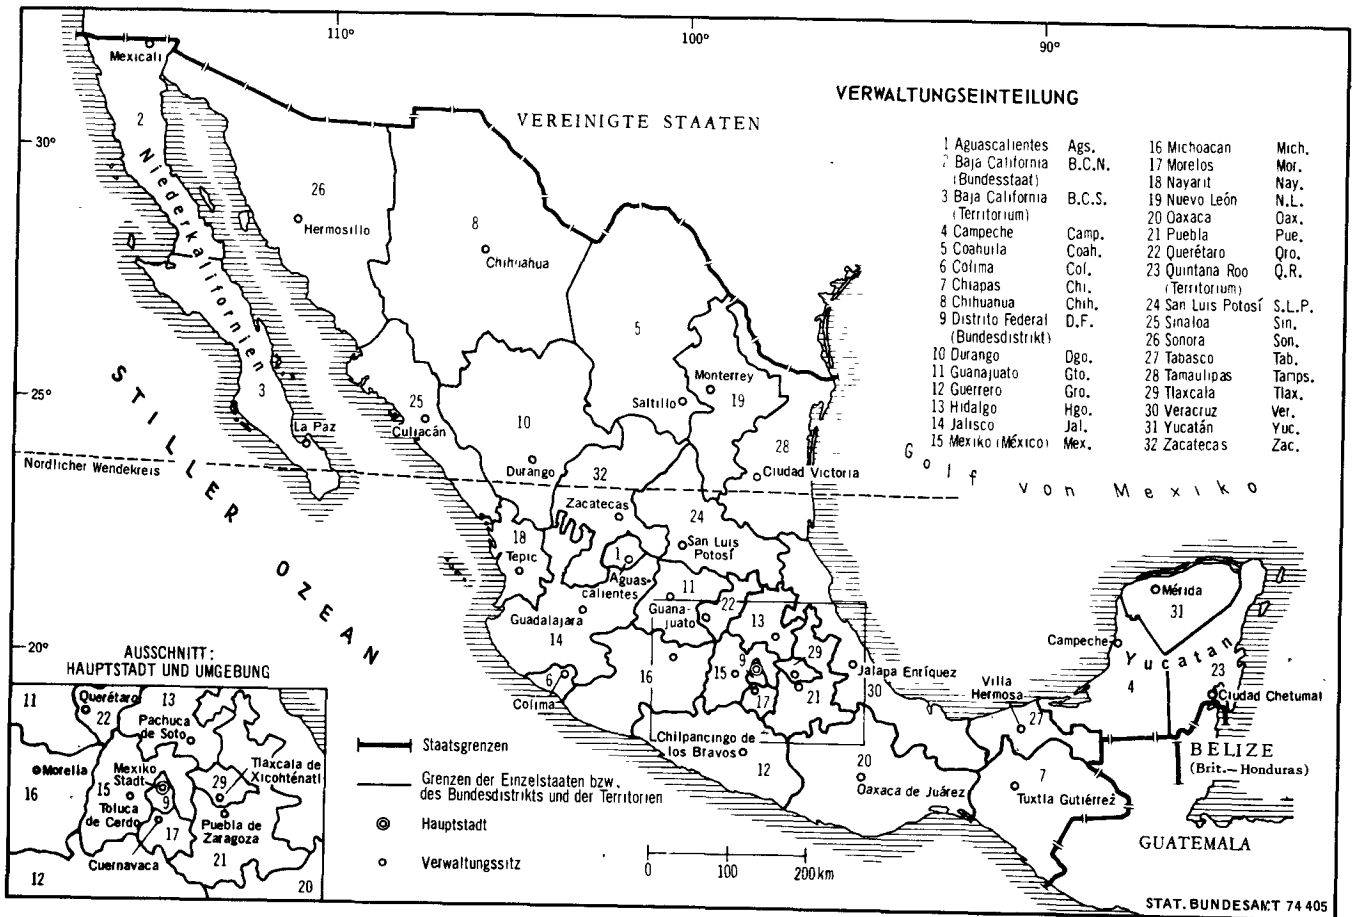 110°
100°
90°
VERWALTUNGSEINTEILUNG
1 Aguascalientes Ags.
2 Baja California B.C.N.
(Bundesstaat)
3 Baja California B.C.S.
(Territorium)
4 Campeche Camp.
5 Coahuila Coah.
6 Colima Col.
7 Chiapas Chi.
8 Chihuahua Chih.
9 Distrito Federal D.F.
(Bundesdistrikt)
10 Durango Dgo.
11 Guanajuato Gto.
12 Guerrero Gro.
13 Hidalgo Hgo.
14 Jalisco Jal.
15 Mexiko (México) Mex.
16 Michoacan Mich.
17 Morelos Mor.
18 Nayarit Nay.
19 Nuevo León N.L.
20 Oaxaca Oax.
21 Puebla Pue.
22 Querétaro Qro.
23 Quintana Roo Q.R.
(Territorium)
24 San Luis Potosí S.L.P.
25 Sinaloa Sin.
26 Sonora Son.
27 Tabasco Tab.
28 Tamaulipas Tamps.
29 Tlaxcala Tlax.
30 Veracruz Ver.
31 Yucatán Yuc.
32 Zacatecas Zac.
VEREINIGTE STAATEN
Mexicali
2
30°
Niederkalifornien
26
Hermosillo
8
Chihuahua
5
3
La Paz
25°
25
Culiacán
Monterrey
Saltillo
19
10
Durango
28
Ciudad Victoria
Nördlicher Wendekreis
Golf von Mexiko
STILLER OZEAN
32
Zacatecas
24
San Luis
Potosí
18
Tepic
1
Aguas-
calientes
11
Guana-
juato
22
13
Guadalajara
14
20°
6
Colima
16
15
9
17
29
21
Jalapa Enríquez
30
Chilpancingo de
los Bravos
12
20
Oaxaca de Juárez
Villa
Hermosa
27
7
Tuxtla Gutiérrez
Mérida
31
Campeche
Yucatan
4
23
Ciudad Chetumal
BELIZE
(Brit.–Honduras)
GUATEMALA
AUSSCHNITT:
HAUPTSTADT UND UMGEBUNG
11
Querétaro
22
13
Pachuca
de Soto
Morelia
16
Mexiko
Stadt
15
Toluca
de Cerdo
9
29
Tlaxcala de
Xicohténatl
17
Puebla de
Zaragoza
Cuernavaca
21
12
20
Staatsgrenzen
Grenzen der Einzelstaaten bzw.
des Bundesdistrikts und der Territorien
Hauptstadt
Verwaltungssitz
0 100 200 km
STAT. BUNDESAMT 74 405